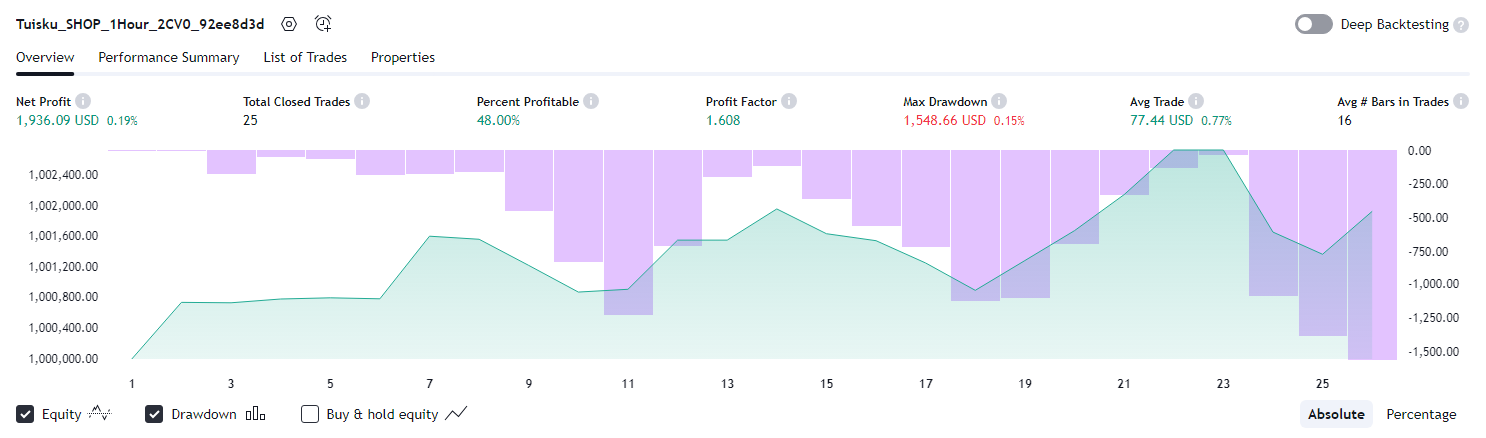 Tuisku_SHOP_1Hour_2CV0_92ee8d3d
Deep Backtesting
Overview Performance Summary List of Trades Properties
Net Profit Total Closed Trades Percent Profitable Profit Factor Max Drawdown Avg Trade Avg # Bars in Trades
1,936.09 USD 0.19% 25 48.00% 1.608 1,548.66 USD 0.15% 77.44 USD 0.77% 16
1,002,400.00
1,002,000.00
1,001,600.00
1,001,200.00
1,000,800.00
1,000,400.00
1,000,000.00
0.00
-250.00
-500.00
-750.00
-1,000.00
-1,250.00
-1,500.00
1 3 5 7 9 11 13 15 17 19 21 23 25
Equity Drawdown Buy & hold equity Absolute Percentage